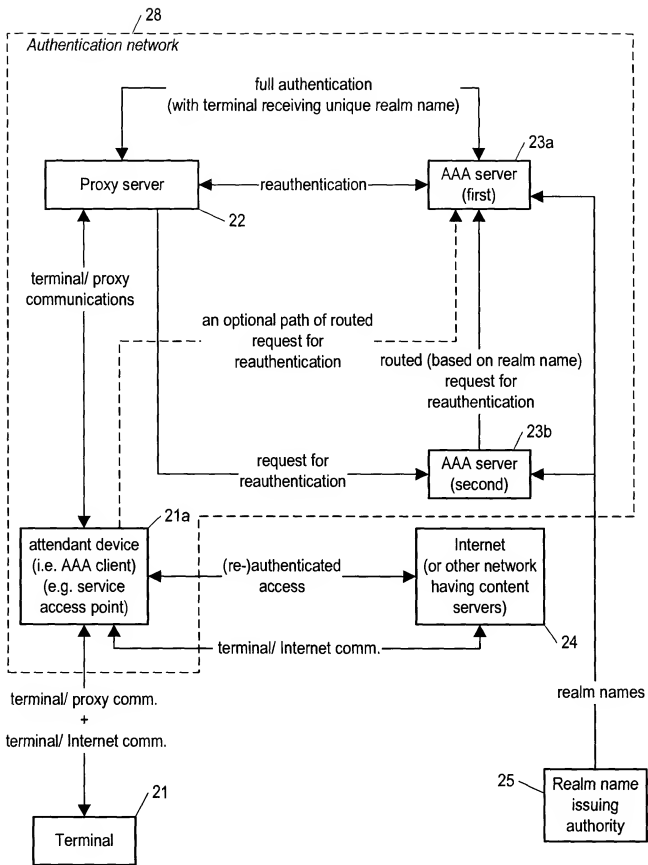 28
Authentication network
full authentication
(with terminal receiving unique realm name)
23a
Proxy server
reauthentication
AAA server
(first)
22
terminal/ proxy
communications
an optional path of routed
request for
reauthentication
routed (based on realm name)
request for
reauthentication
23b
request for
reauthentication
AAA server
(second)
21a
attendant device
(i.e. AAA client)
(e.g. service
access point)
(re-)authenticated
access
Internet
(or other network
having content
servers)
24
terminal/ Internet comm.
terminal/ proxy comm.
+
terminal/ Internet comm.
realm names
21
Terminal
25
Realm name
issuing
authority